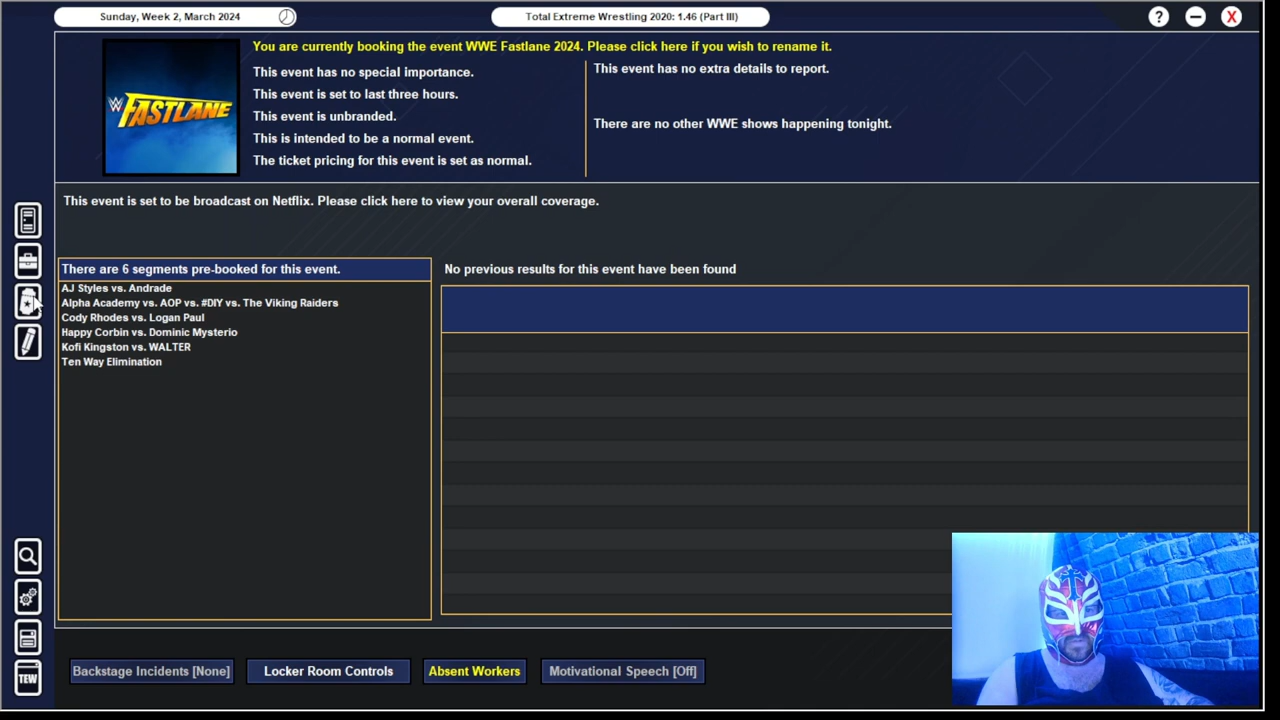 Sunday, Week 2, March 2024
Total Extreme Wrestling 2020: 1.46 (Part III)
?
X
W FASTLANE
You are currently booking the event WWE Fastlane 2024. Please click here if you wish to rename it.
This event has no special importance.
This event is set to last three hours.
This event is unbranded.
This is intended to be a normal event.
The ticket pricing for this event is set as normal.
This event has no extra details to report.
There are no other WWE shows happening tonight.
This event is set to be broadcast on Netflix. Please click here to view your overall coverage.
There are 6 segments pre-booked for this event.
AJ Styles vs. Andrade
Alpha Academy vs. AOP vs. #DIY vs. The Viking Raiders
Cody Rhodes vs. Logan Paul
Happy Corbin vs. Dominic Mysterio
Kofi Kingston vs. WALTER
Ten Way Elimination
No previous results for this event have been found
TEW
Backstage Incidents [None]
Locker Room Controls
Absent Workers
Motivational Speech [Off]